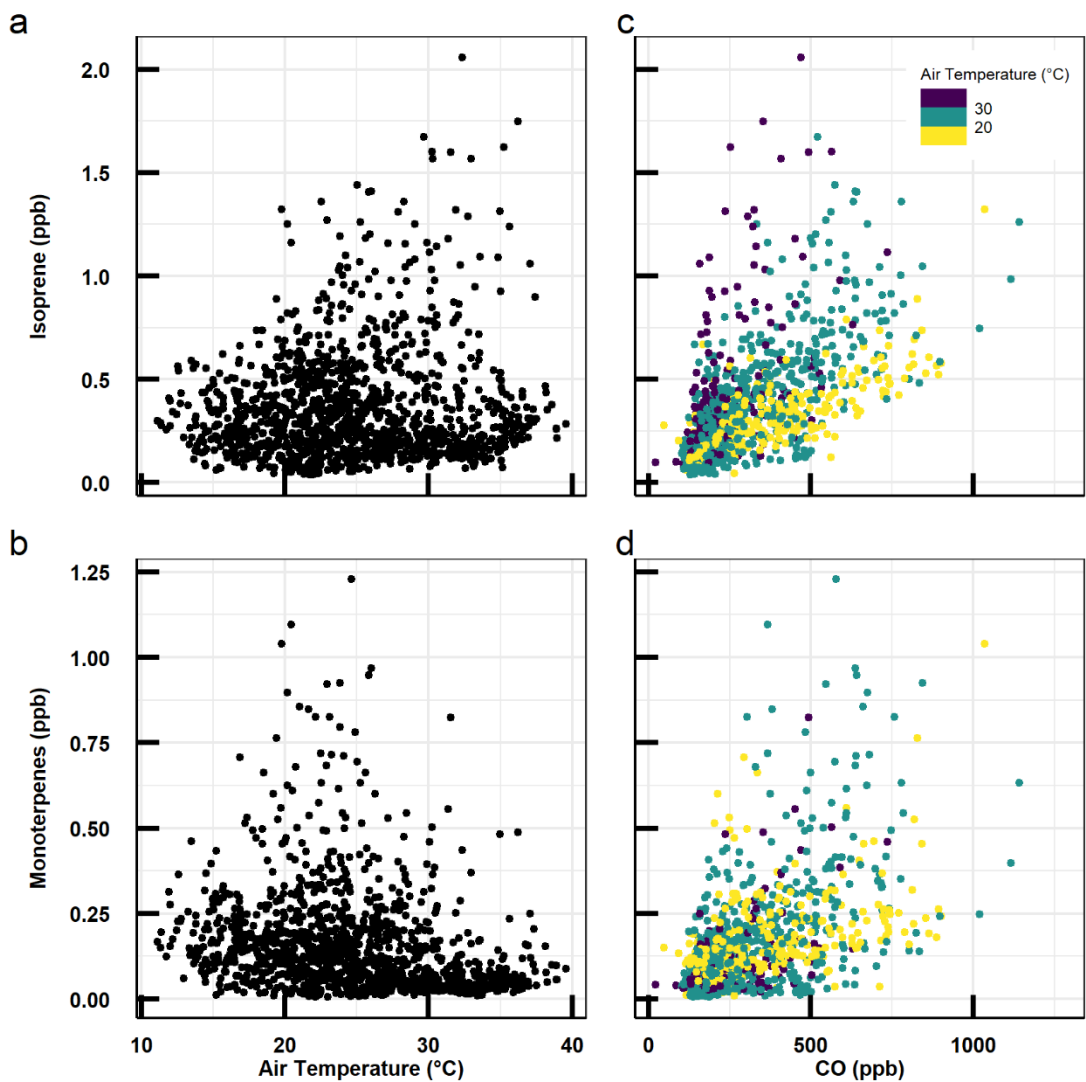 a
2.0
1.5
1.0
0.5
0.0
Isoprene (ppb)
c
Air Temperature (°C)
30
20
b
1.25
1.00
0.75
0.50
0.25
0.00
Monoterpenes (ppb)
10 20 30 40
Air Temperature (°C)
d
0 500 1000
CO (ppb)